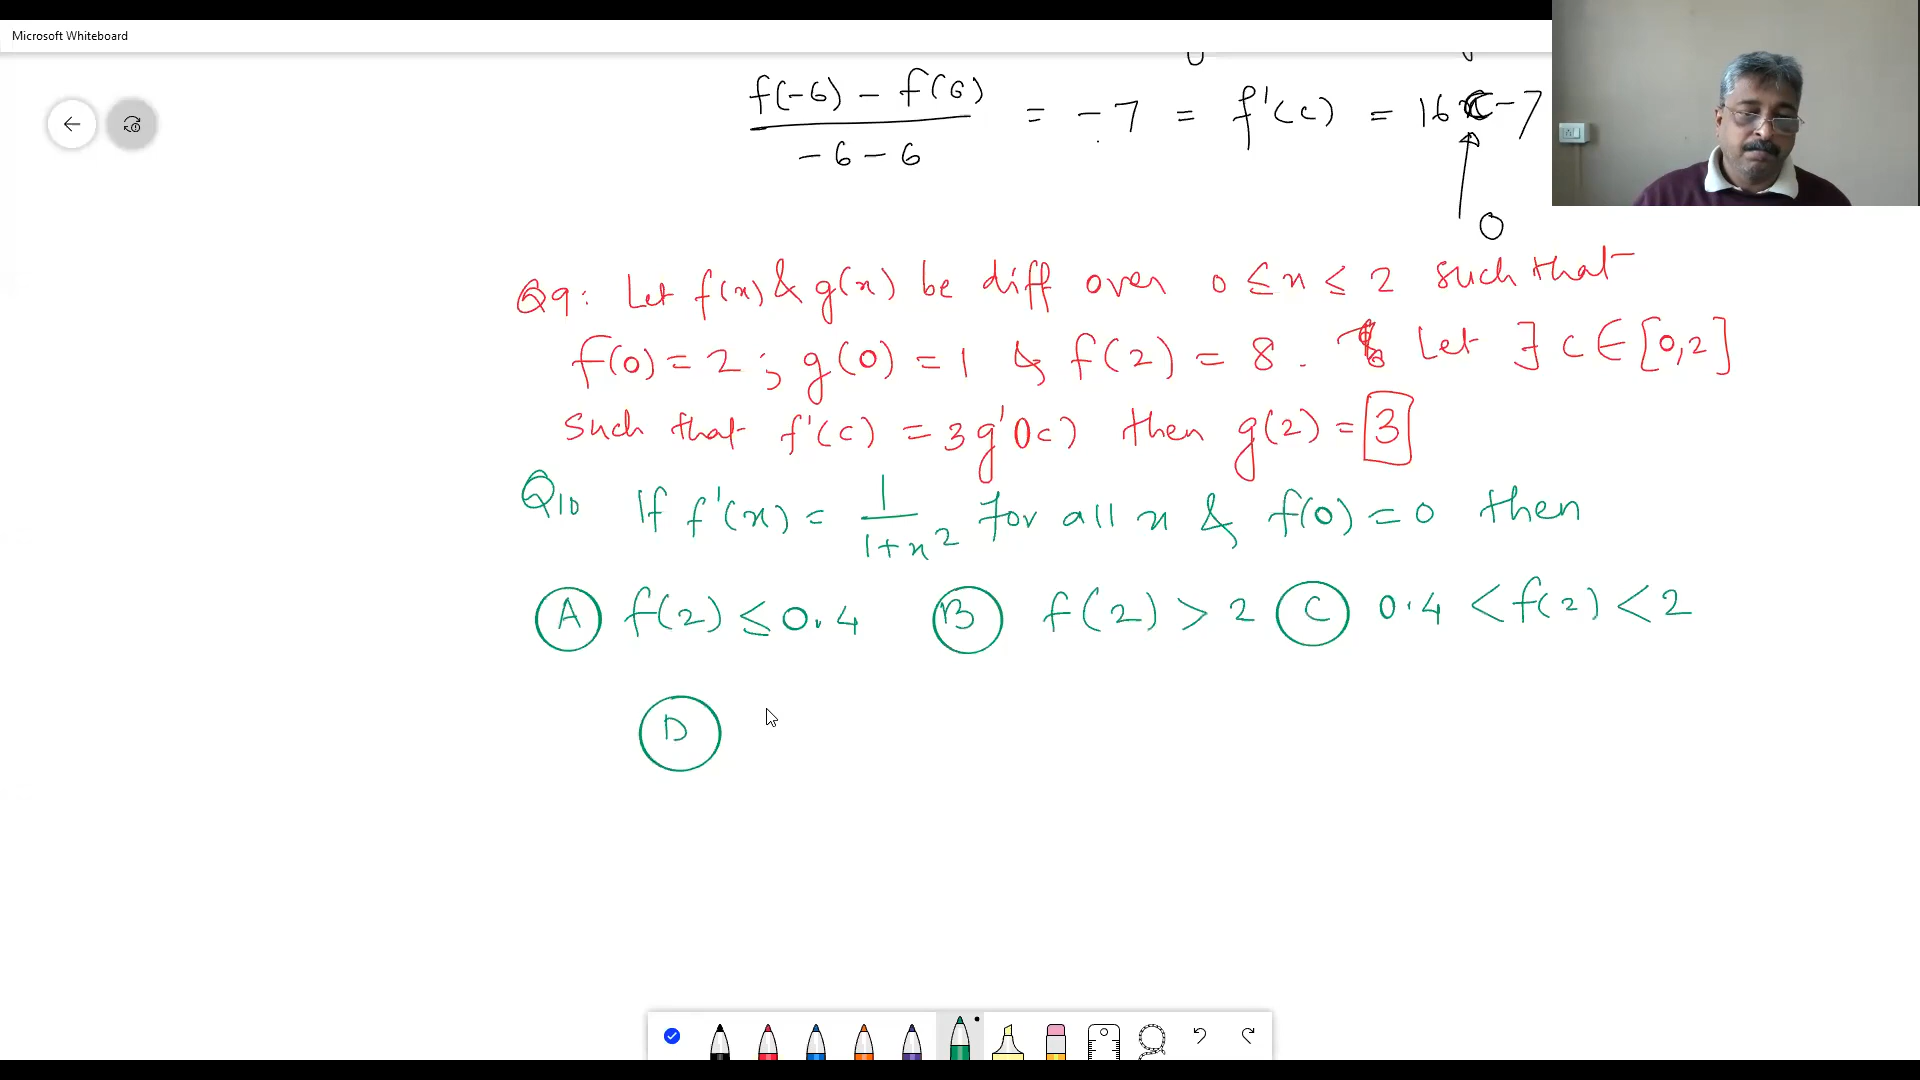 Microsoft Whiteboard
f(-6) - f(6) / -6 - 6 = -7 = f'(c) = 16c - 7
0
Q9: Let f(x) & g(x) be diff over 0 ≤ x ≤ 2 such that
f(0) = 2 ; g(0) = 1 & f(2) = 8 . Let ∃ c ∈ [0,2]
such that f'(c) = 3g'(c) then g(2) = 3
Q10 If f'(x) = 1/1+x² for all x & f(0) = 0 then
A f(2) ≤ 0.4 B f(2) > 2 C 0.4 < f(2) < 2
D